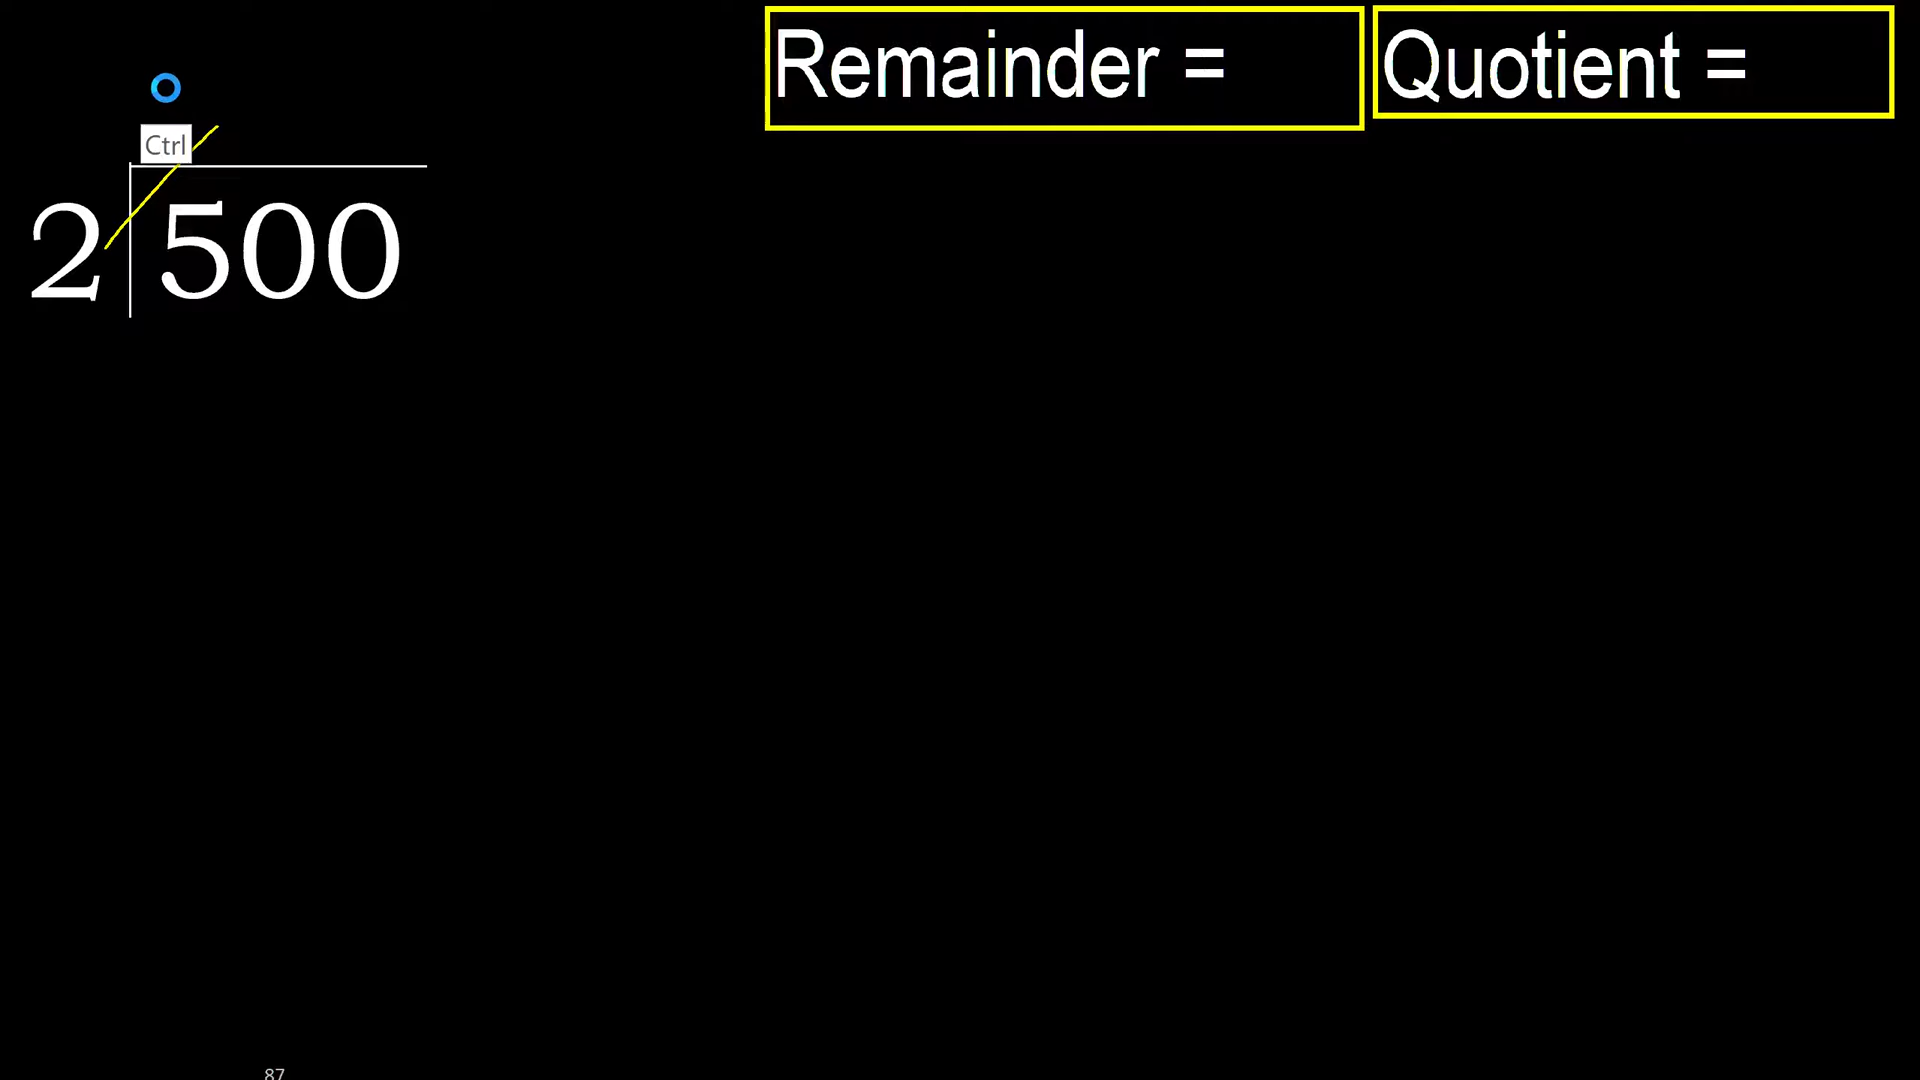 Remainder = Quotient =
Ctrl
2 500
87